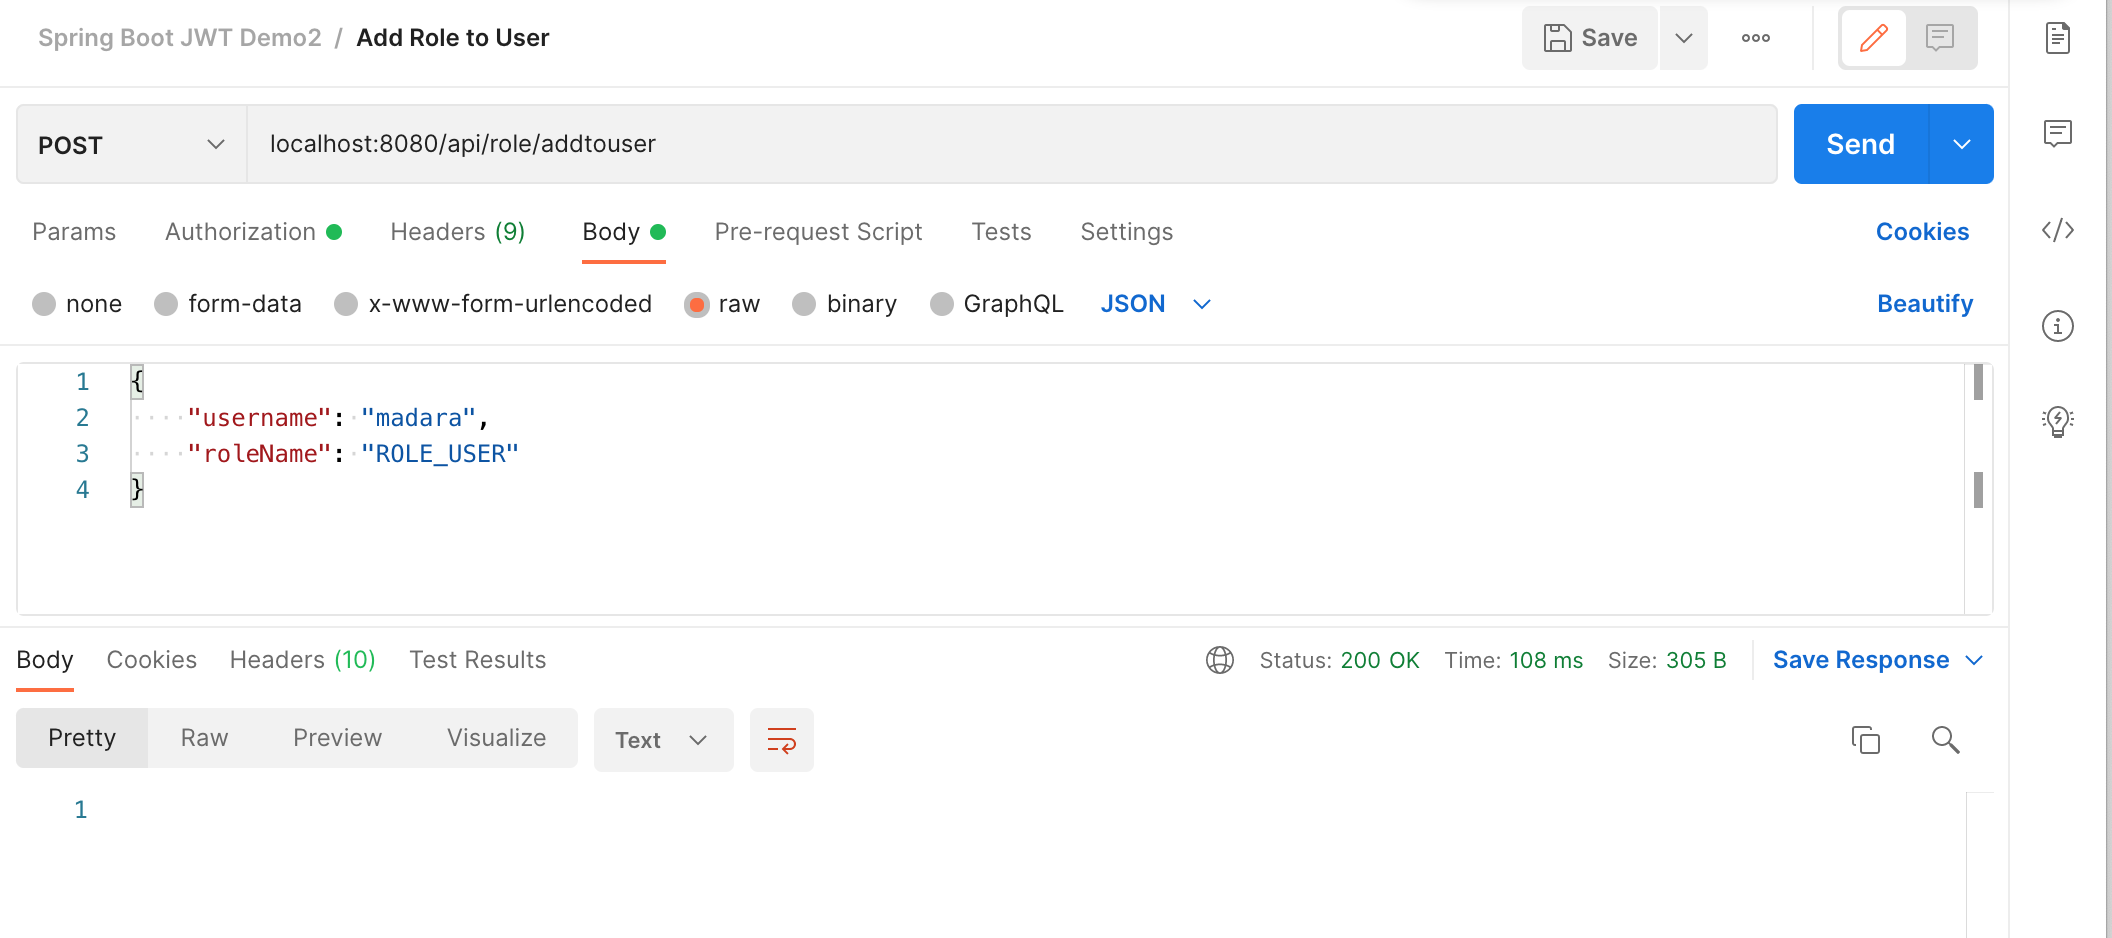 Spring Boot JWT Demo2 / Add Role to User
Save
POST
localhost:8080/api/role/addtouser
Send
Params Authorization Headers (9) Body Pre-request Script Tests Settings Cookies
none form-data x-www-form-urlencoded raw binary GraphQL JSON Beautify
1 {
2 "username": "madara",
3 "roleName": "ROLE_USER"
4 }
Body Cookies Headers (10) Test Results Status: 200 OK Time: 108 ms Size: 305 B Save Response
Pretty Raw Preview Visualize Text
1